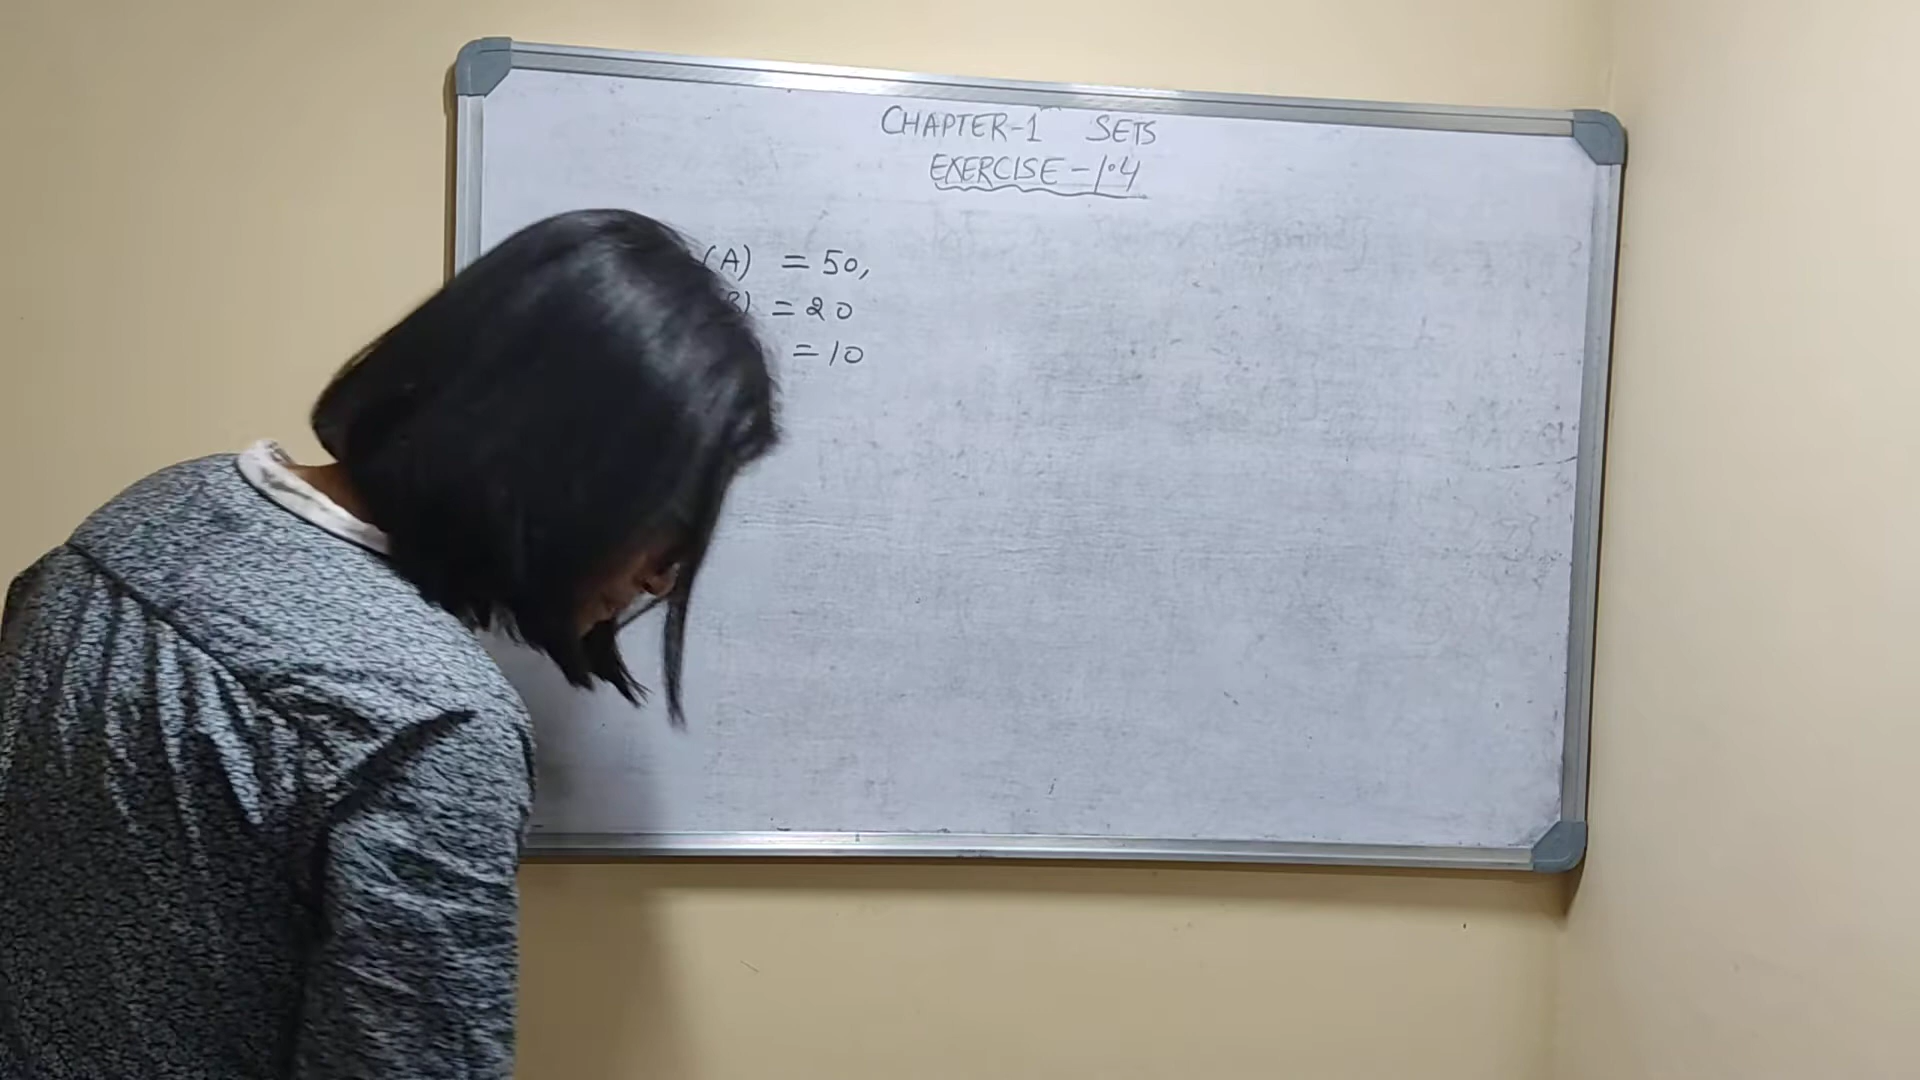 CHAPTER-1 SETS
EXERCISE-1.4
(A) = 50,
B) = 20
= 10